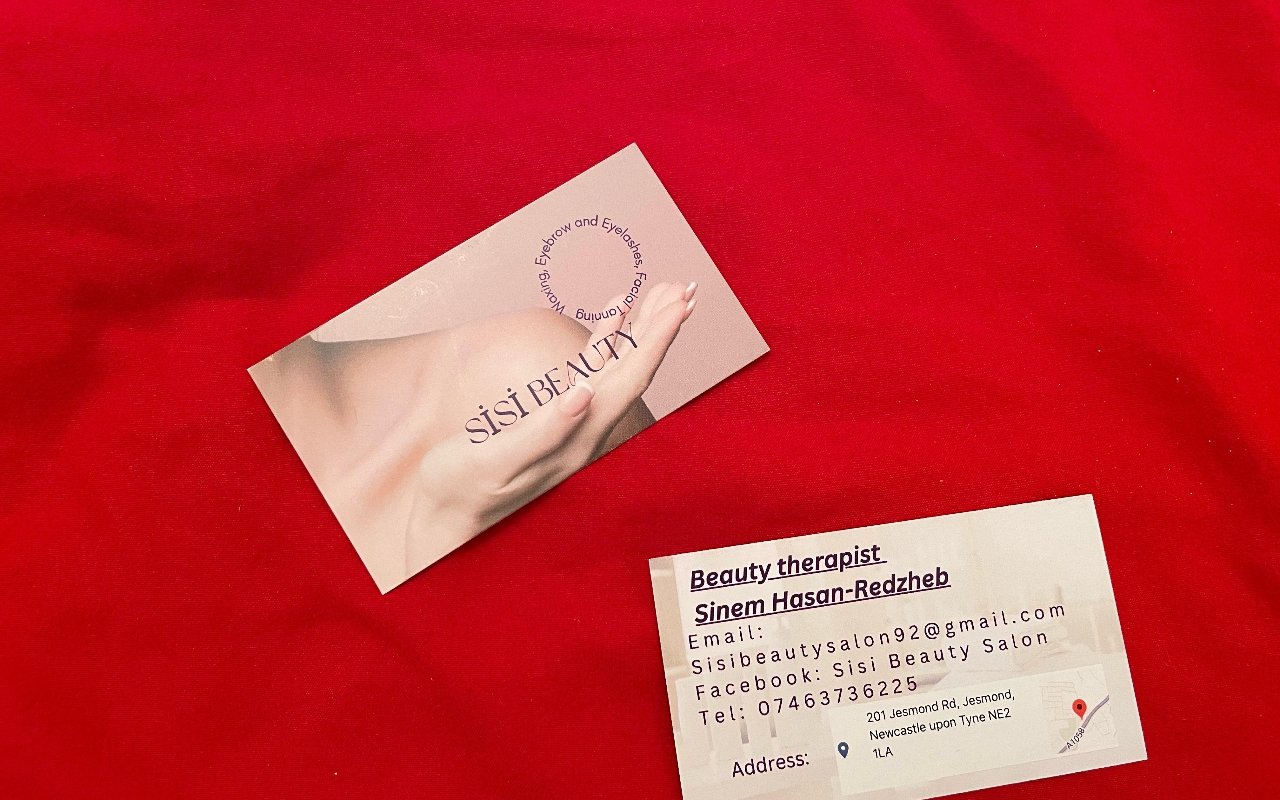 Waxing, Eyebrow and Eyelashes, Facial Tanning
SİSİ BEAUTY
Beauty therapist
Sinem Hasan-Redzheb
Email:
Sisibeautysalon92@gmail.com
Facebook: Sisi Beauty Salon
Tel: 07463736225
201 Jesmond Rd, Jesmond,
Newcastle upon Tyne NE2
1LA
Address:
A1058